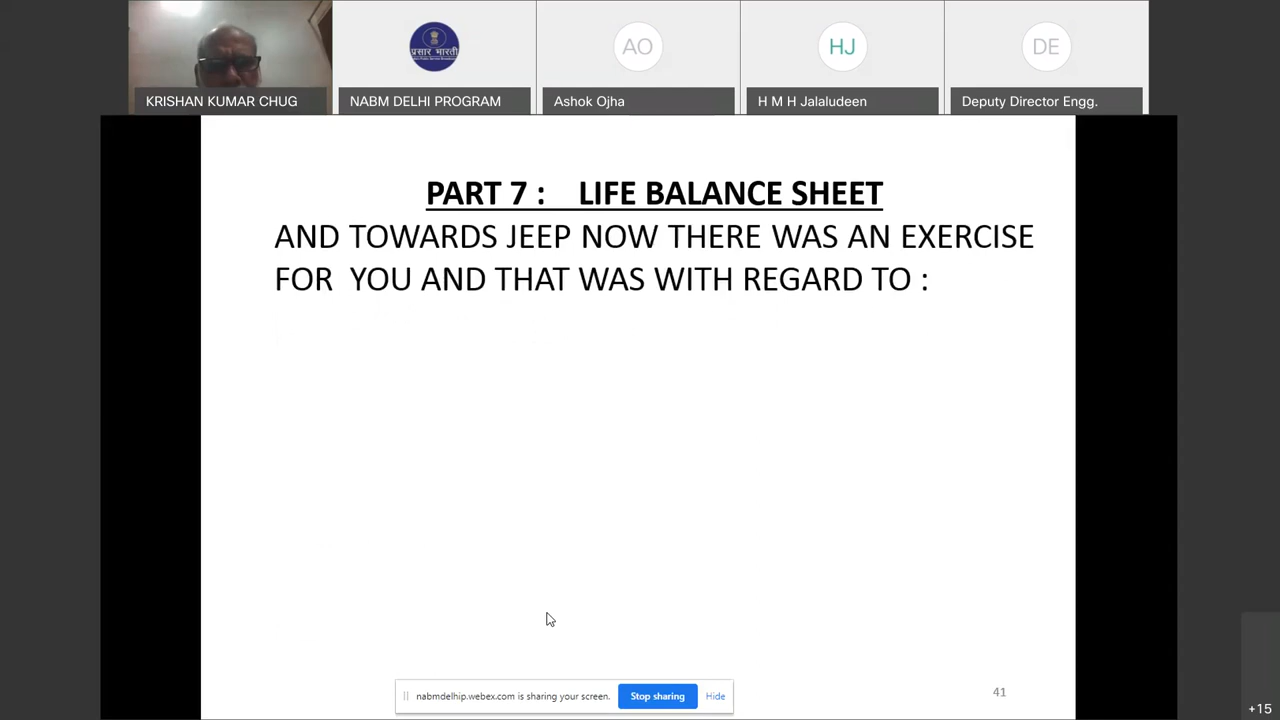 AO
HJ
DE
प्रसार भारती
KRISHAN KUMAR CHUG
NABM DELHI PROGRAM
Ashok Ojha
H M H Jalaludeen
Deputy Director Engg.
PART 7 : LIFE BALANCE SHEET
AND TOWARDS JEEP NOW THERE WAS AN EXERCISE
FOR YOU AND THAT WAS WITH REGARD TO :
nabmdelhip.webex.com is sharing your screen.
Stop sharing
Hide
41
+15